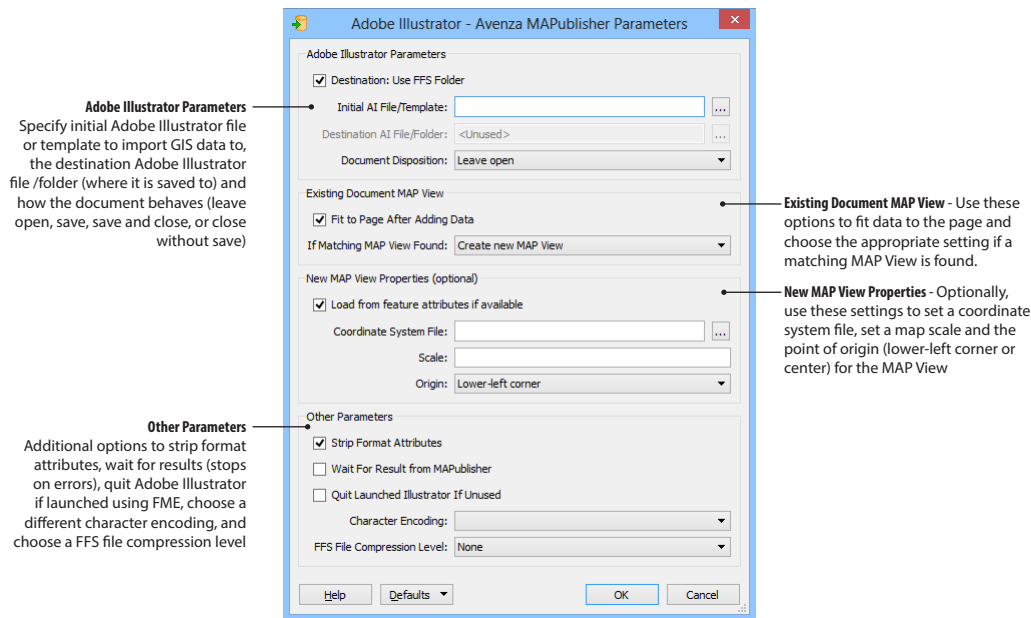 Adobe Illustrator - Avenza MAPublisher Parameters
Adobe Illustrator Parameters
Destination: Use FFS Folder
Initial AI File/Template:
...
Destination AI File/Folder: <Unused>
...
Document Disposition: Leave open
Existing Document MAP View
Fit to Page After Adding Data
If Matching MAP View Found: Create new MAP View
New MAP View Properties (optional)
Load from feature attributes if available
Coordinate System File:
...
Scale:
Origin: Lower-left corner
Other Parameters
Strip Format Attributes
Wait For Result from MAPublisher
Quit Launched Illustrator If Unused
Character Encoding:
FFS File Compression Level: None
Help Defaults OK Cancel
Adobe Illustrator Parameters
Specify initial Adobe Illustrator file
or template to import GIS data to,
the destination Adobe Illustrator
file /folder (where it is saved to) and
how the document behaves (leave
open, save, save and close, or close
without save)
Other Parameters
Additional options to strip format
attributes, wait for results (stops
on errors), quit Adobe Illustrator
if launched using FME, choose a
different character encoding, and
choose a FFS file compression level
Existing Document MAP View - Use these
options to fit data to the page and
choose the appropriate setting if a
matching MAP View is found.
New MAP View Properties - Optionally,
use these settings to set a coordinate
system file, set a map scale and the
point of origin (lower-left corner or
center) for the MAP View